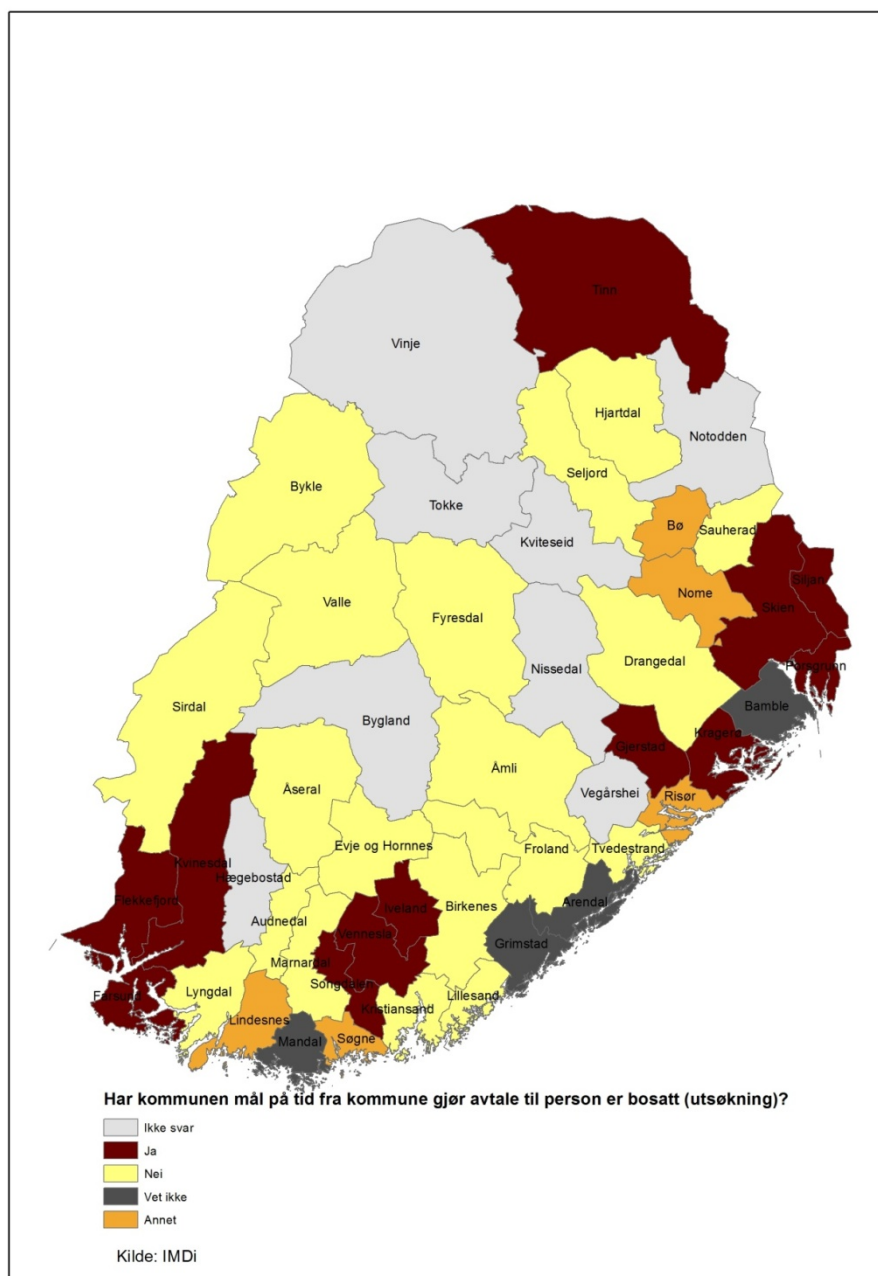 Tinn
Vinje
Hjartdal
Notodden
Seljord
Bykle
Tokke
Bø
Sauherad
Kviteseid
Siljan
Nome
Valle
Skien
Fyresdal
Drangedal
Porsgrunn
Nissedal
Sirdal
Bamble
Bygland
Kragerø
Gjerstad
Åmli
Åseral
Vegårshei
Risør
Evje og Hornnes
Froland
Tvedestrand
Kvinesdal
Hægebostad
Flekkefjord
Arendal
Iveland
Birkenes
Audnedal
Vennesla
Grimstad
Marnardal
Songdalen
Lyngdal
Farsund
Lillesand
Kristiansand
Lindesnes
Mandal
Søgne
Har kommunen mål på tid fra kommune gjør avtale til person er bosatt (utsøkning)?
Ikke svar
Ja
Nei
Vet ikke
Annet
Kilde: IMDi